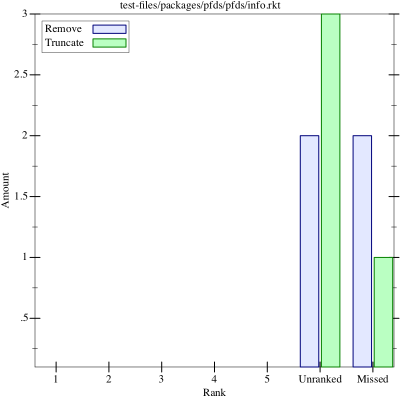 test-files/packages/pfds/pfds/info.rkt
3
Remove
Truncate
2.5
2
1.5
1
.5
Amount
1 2 3 4 5 Unranked Missed
Rank